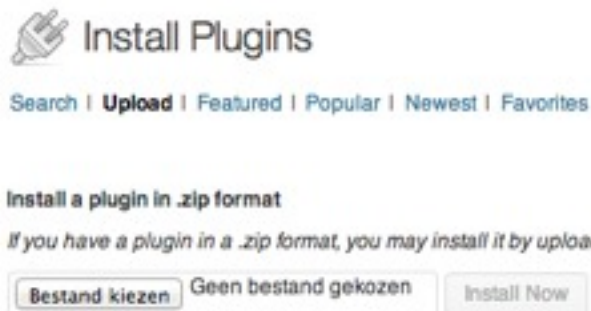 Install Plugins
Search | Upload | Featured | Popular | Newest | Favorites
Install a plugin in .zip format
If you have a plugin in a .zip format, you may install it by
Bestand kiezen Geen bestand gekozen Install Now